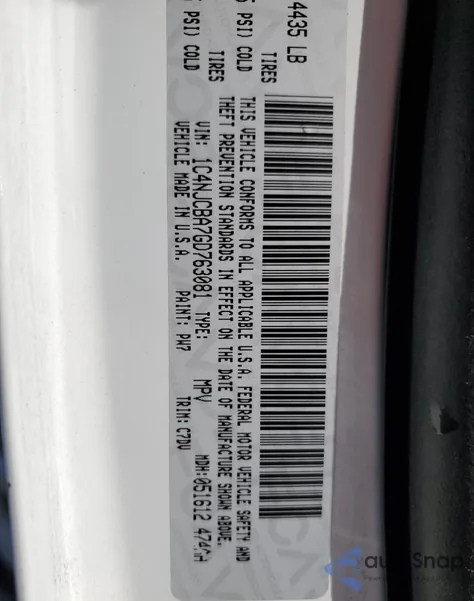 4435 LB
TIRES
PSI) COLD
TIRES
PSI) COLD
THIS VEHICLE CONFORMS TO ALL APPLICABLE U.S.A. FEDERAL MOTOR VEHICLE SAFETY AND
THEFT PREVENTION STANDARDS IN EFFECT ON THE DATE OF MANUFACTURE SHOWN ABOVE.
VIN: 1C4NJCBA7GD763081 TYPE: MPV MDH:051612
VEHICLE MADE IN U.S.A. PAINT: PW7 TRIM: C7DV
autoSnap